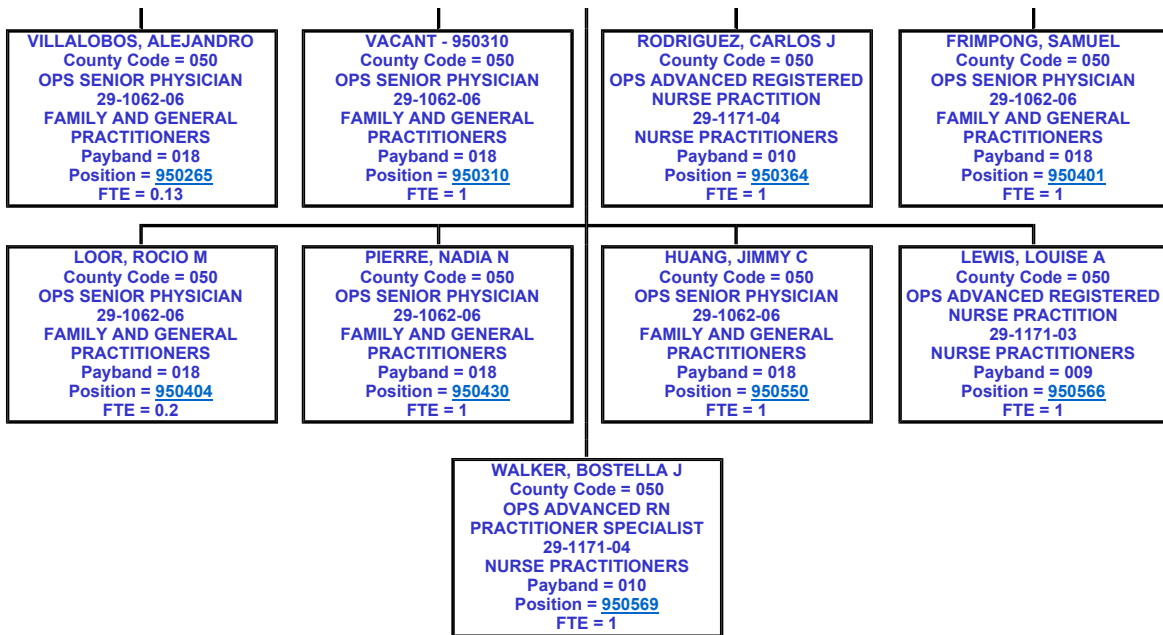 VILLALOBOS, ALEJANDRO
County Code = 050
OPS SENIOR PHYSICIAN
29-1062-06
FAMILY AND GENERAL
PRACTITIONERS
Payband = 018
Position = 950265
FTE = 0.13
VACANT - 950310
County Code = 050
OPS SENIOR PHYSICIAN
29-1062-06
FAMILY AND GENERAL
PRACTITIONERS
Payband = 018
Position = 950310
FTE = 1
RODRIGUEZ, CARLOS J
County Code = 050
OPS ADVANCED REGISTERED
NURSE PRACTITION
29-1171-04
NURSE PRACTITIONERS
Payband = 010
Position = 950364
FTE = 1
FRIMPONG, SAMUEL
County Code = 050
OPS SENIOR PHYSICIAN
29-1062-06
FAMILY AND GENERAL
PRACTITIONERS
Payband = 018
Position = 950401
FTE = 1
LOOR, ROCIO M
County Code = 050
OPS SENIOR PHYSICIAN
29-1062-06
FAMILY AND GENERAL
PRACTITIONERS
Payband = 018
Position = 950404
FTE = 0.2
PIERRE, NADIA N
County Code = 050
OPS SENIOR PHYSICIAN
29-1062-06
FAMILY AND GENERAL
PRACTITIONERS
Payband = 018
Position = 950430
FTE = 1
HUANG, JIMMY C
County Code = 050
OPS SENIOR PHYSICIAN
29-1062-06
FAMILY AND GENERAL
PRACTITIONERS
Payband = 018
Position = 950550
FTE = 1
LEWIS, LOUISE A
County Code = 050
OPS ADVANCED REGISTERED
NURSE PRACTITION
29-1171-03
NURSE PRACTITIONERS
Payband = 009
Position = 950566
FTE = 1
WALKER, BOSTELLA J
County Code = 050
OPS ADVANCED RN
PRACTITIONER SPECIALIST
29-1171-04
NURSE PRACTITIONERS
Payband = 010
Position = 950569
FTE = 1